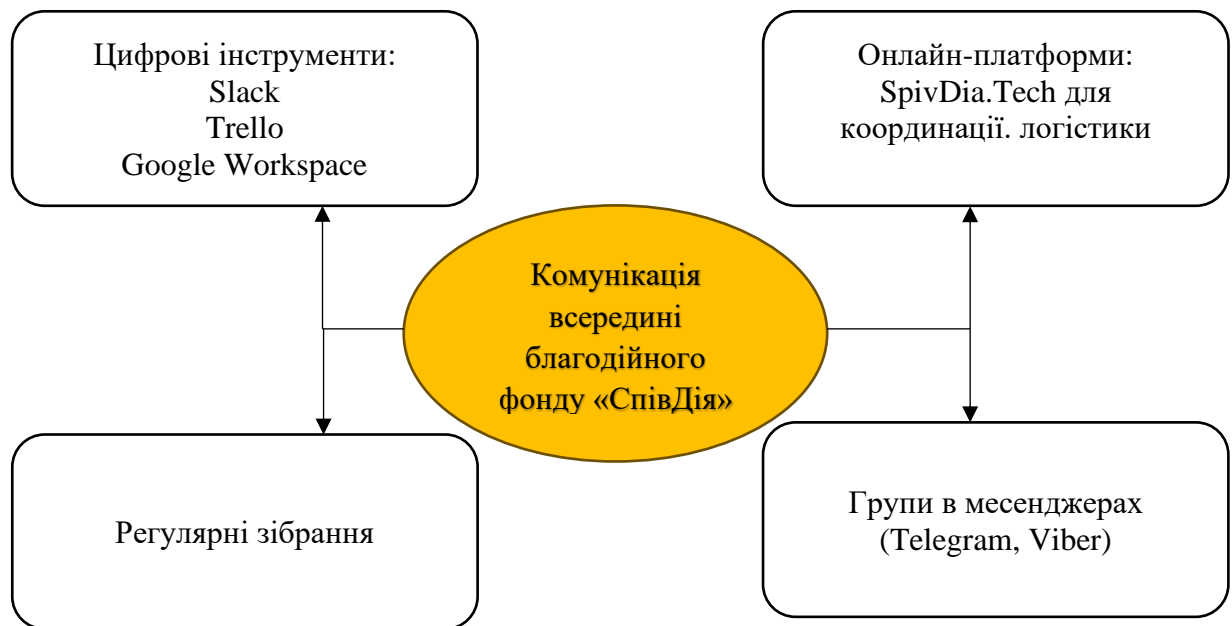 Цифрові інструменти:
Slack
Trello
Google Workspace
Онлайн-платформи:
SpivDia.Tech для
координації. логістики
Комунікація
всередині
благодійного
фонду «СпівДія»
Регулярні зібрання
Групи в месенджерах
(Telegram, Viber)